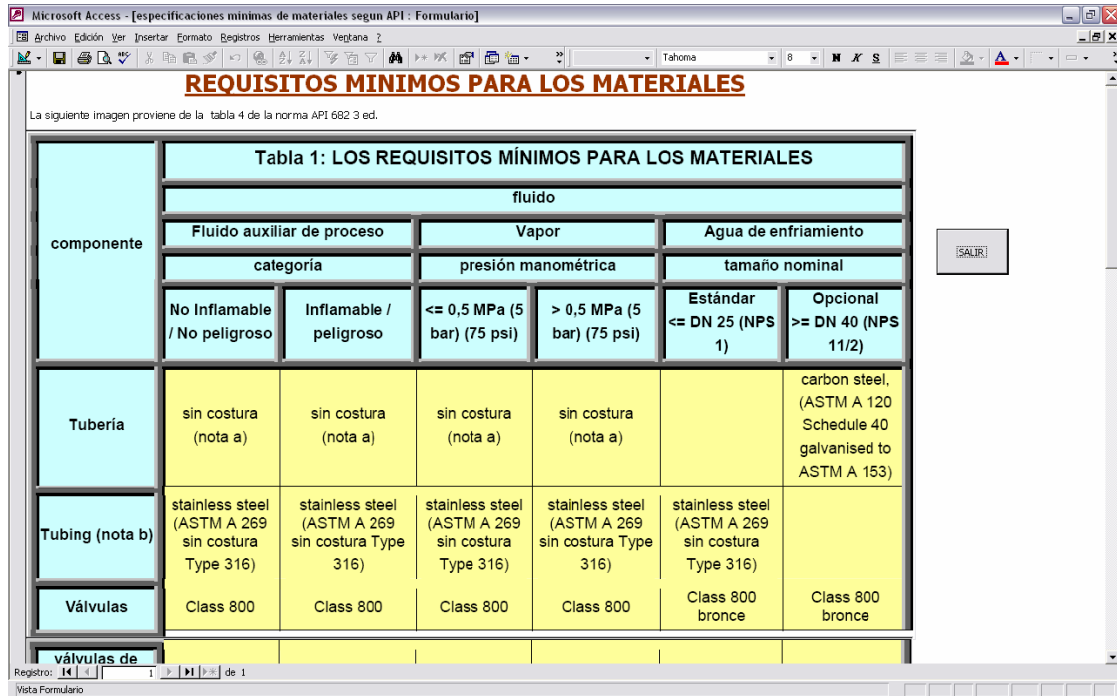 Microsoft Access - [especificaciones minimas de materiales segun API : Formulario]
Archivo Edición Ver Insertar Formato Registros Herramientas Ventana ?
Tahoma 8 N K S
REQUISITOS MINIMOS PARA LOS MATERIALES
La siguiente imagen proviene de la tabla 4 de la norma API 682 3 ed.
componente
Tabla 1: LOS REQUISITOS MÍNIMOS PARA LOS MATERIALES
fluido
Fluido auxiliar de proceso
Vapor
Agua de enfriamiento
categoría
presión manométrica
tamaño nominal
No Inflamable
/ No peligroso
Inflamable /
peligroso
<= 0,5 MPa (5
bar) (75 psi)
> 0,5 MPa (5
bar) (75 psi)
Estándar
<= DN 25 (NPS
1)
Opcional
>= DN 40 (NPS
11/2)
Tubería
sin costura
(nota a)
sin costura
(nota a)
sin costura
(nota a)
sin costura
(nota a)
carbon steel,
(ASTM A 120
Schedule 40
galvanised to
ASTM A 153)
Tubing (nota b)
stainless steel
(ASTM A 269
sin costura
Type 316)
stainless steel
(ASTM A 269
sin costura Type
316)
stainless steel
(ASTM A 269
sin costura
Type 316)
stainless steel
(ASTM A 269
sin costura Type
316)
stainless steel
(ASTM A 269
sin costura
Type 316)
Válvulas
Class 800
Class 800
Class 800
Class 800
Class 800
bronce
Class 800
bronce
válvulas de
SALIR
Registro: 1 de 1
Vista Formulario